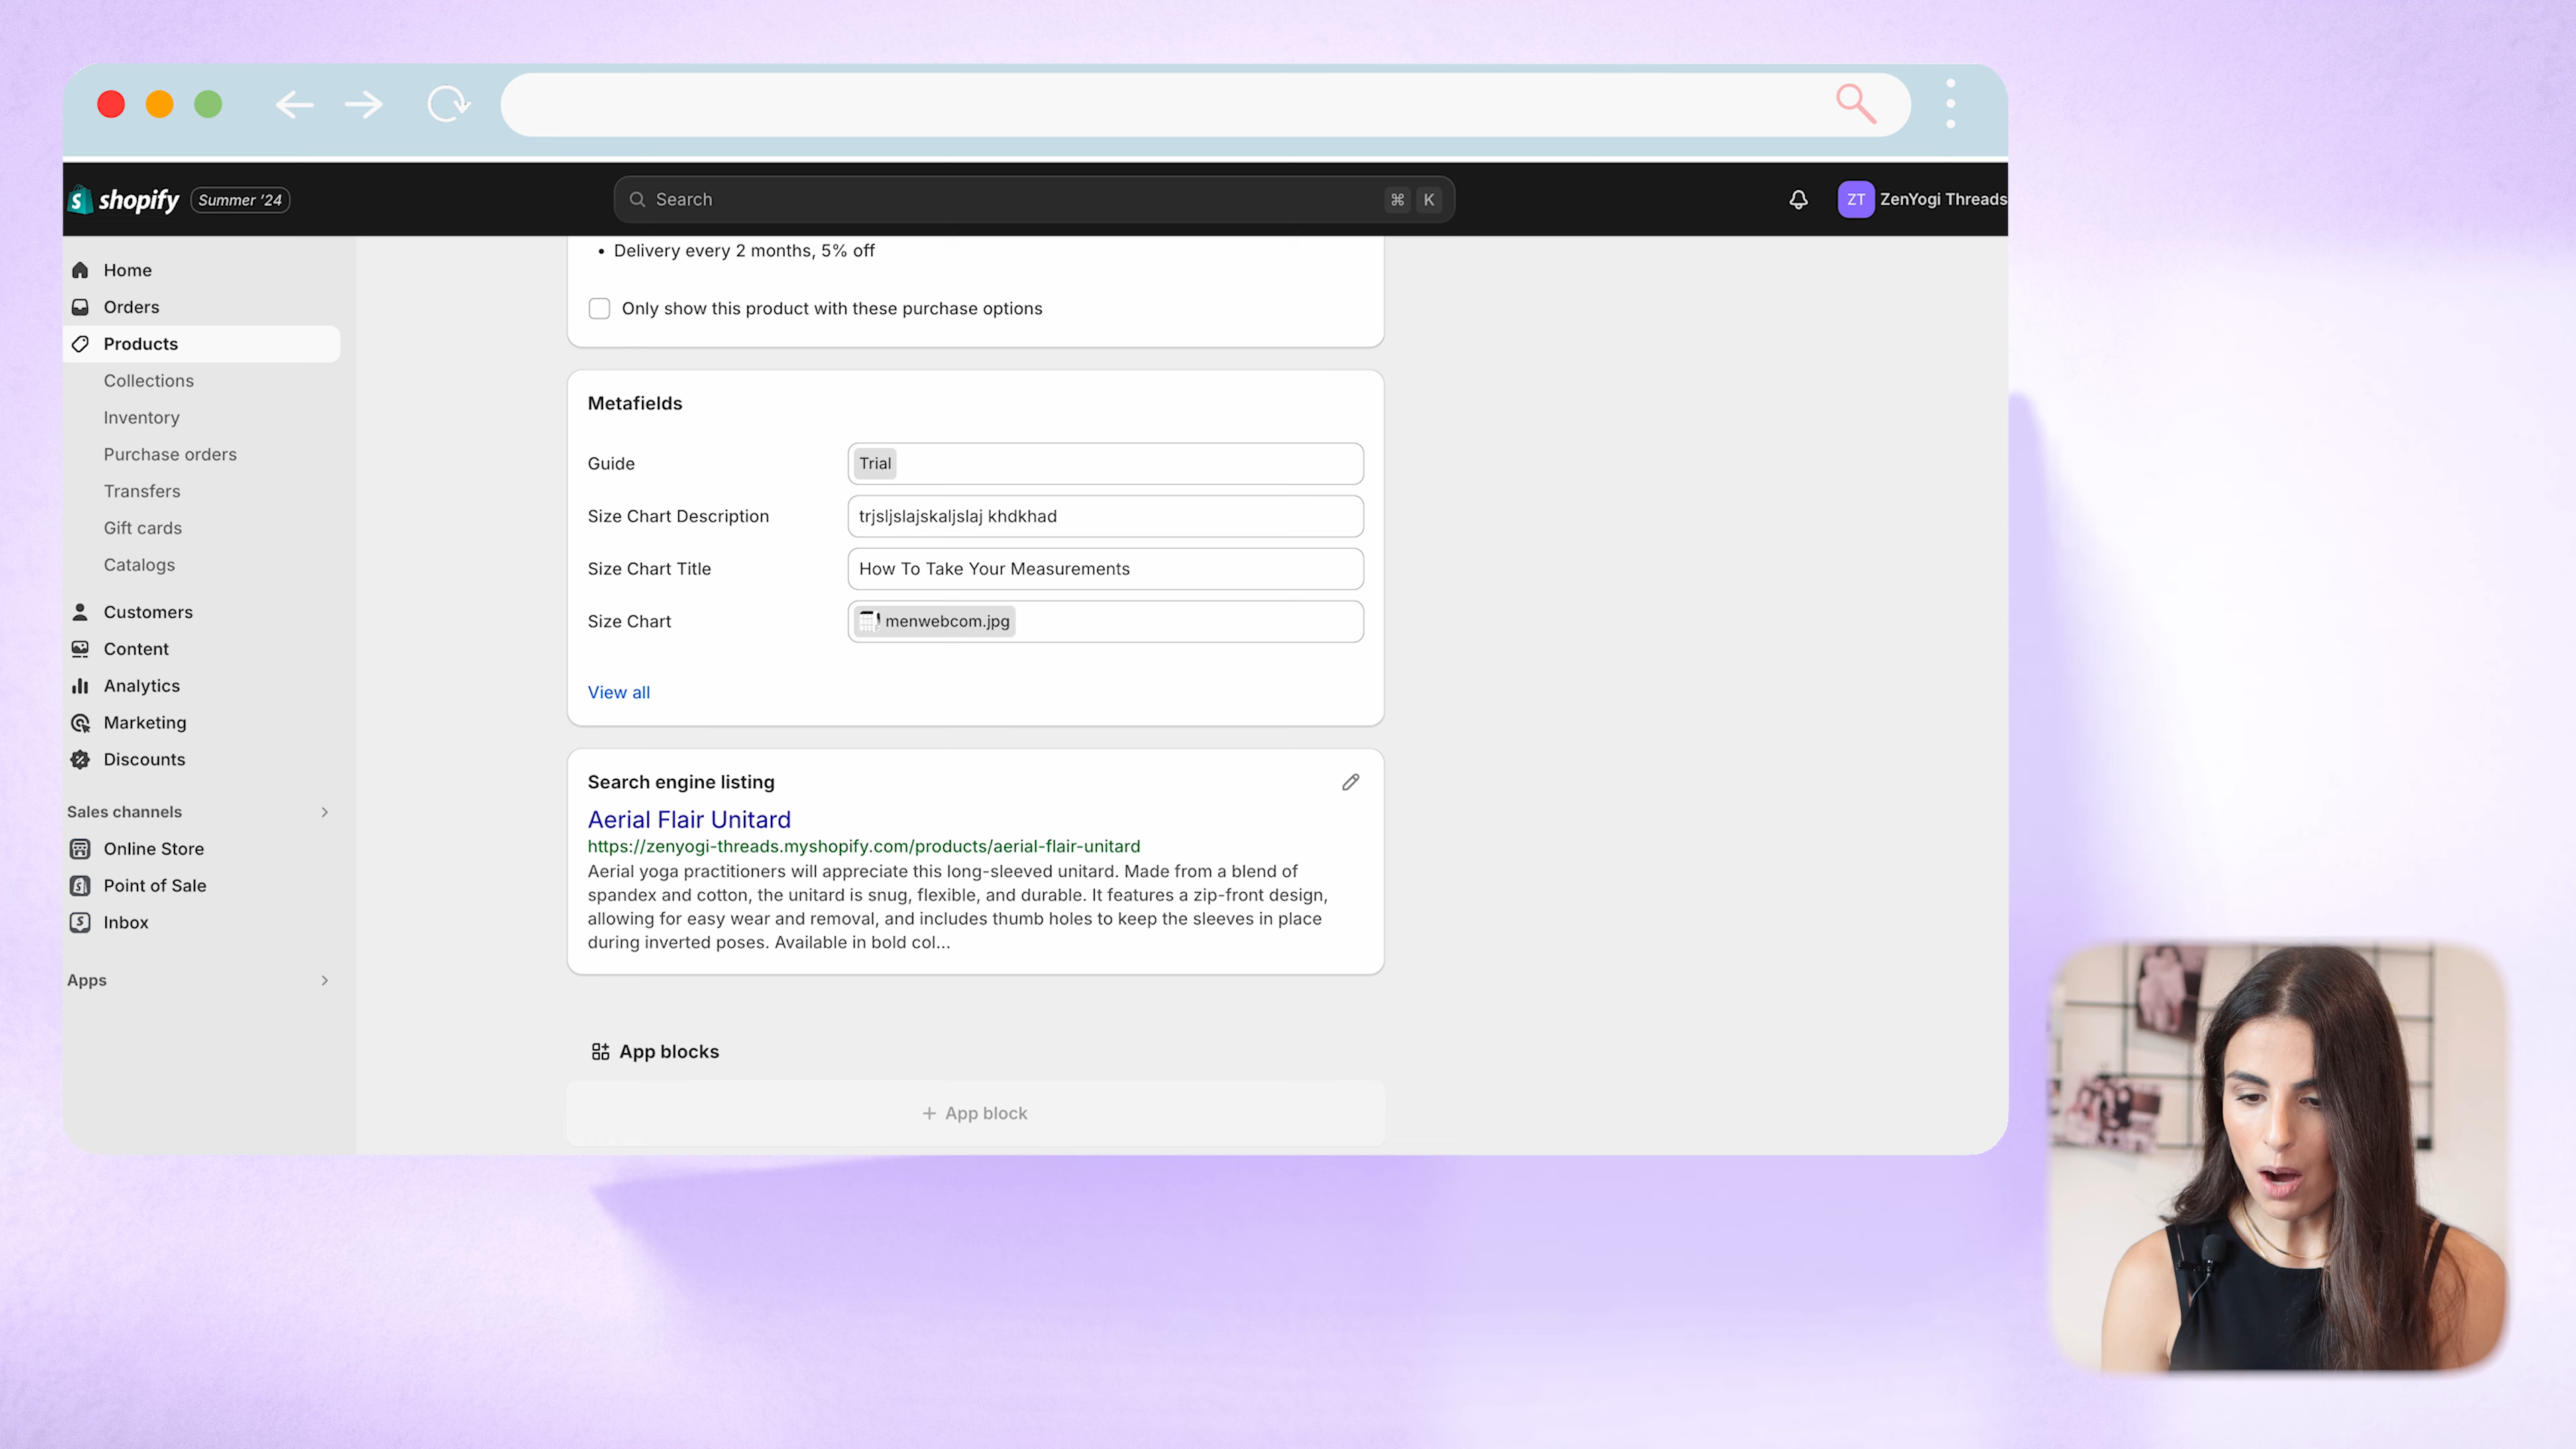 shopify Summer '24
Search
⌘ K
ZT ZenYogi Threads
Home
Orders
Products
Collections
Inventory
Purchase orders
Transfers
Gift cards
Catalogs
Customers
Content
Analytics
Marketing
Discounts
Sales channels
Online Store
Point of Sale
Inbox
Apps
• Delivery every 2 months, 5% off
Only show this product with these purchase options
Metafields
Guide Trial
Size Chart Description trjsljslajskaljslaj khdkhad
Size Chart Title How To Take Your Measurements
Size Chart menwebcom.jpg
View all
Search engine listing
Aerial Flair Unitard
https://zenyogi-threads.myshopify.com/products/aerial-flair-unitard
Aerial yoga practitioners will appreciate this long-sleeved unitard. Made from a blend of
spandex and cotton, the unitard is snug, flexible, and durable. It features a zip-front design,
allowing for easy wear and removal, and includes thumb holes to keep the sleeves in place
during inverted poses. Available in bold col...
App blocks
+ App block